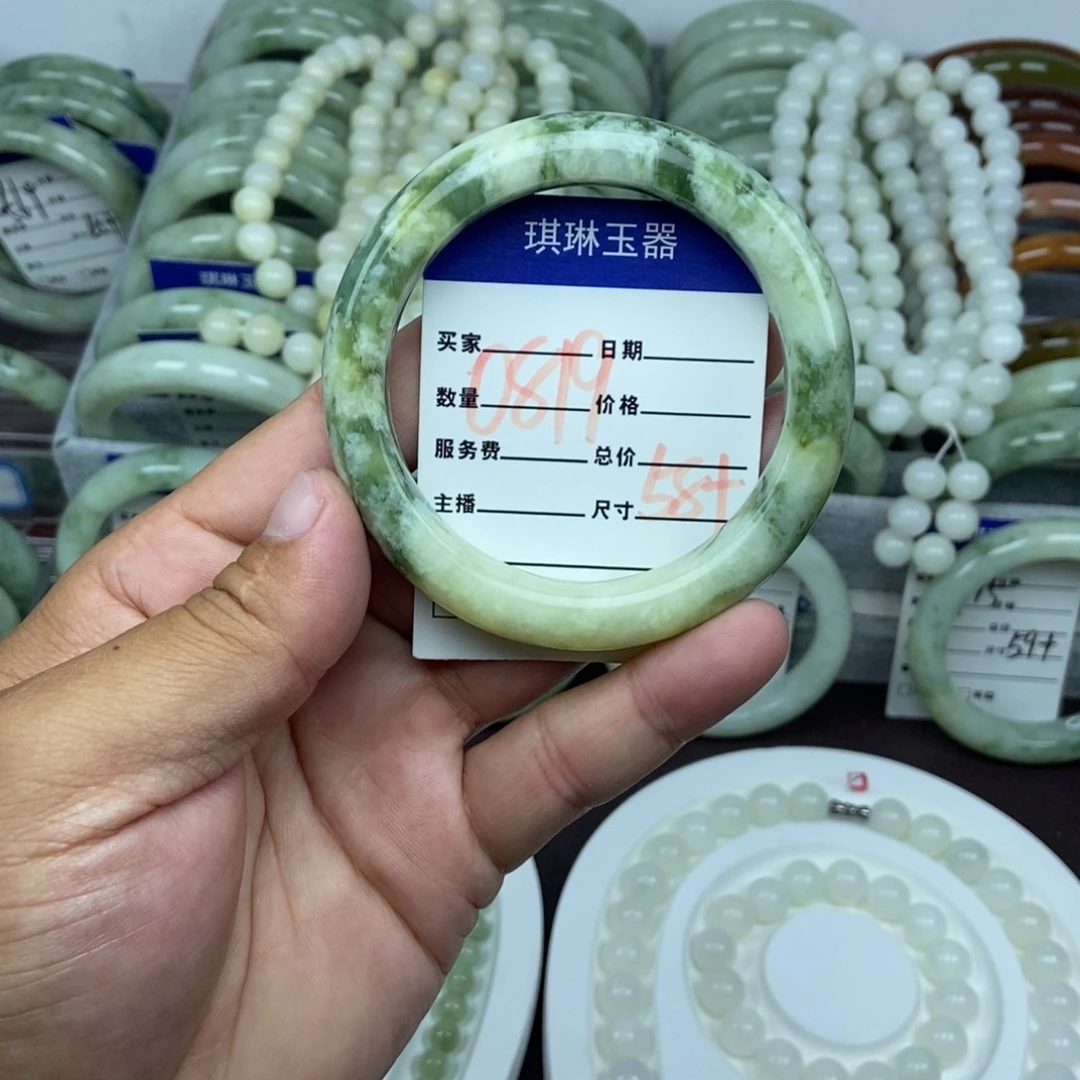 琪琳玉器
买家 日期
0819
数量 价格
服务费 总价
58+
主播 尺寸
59+